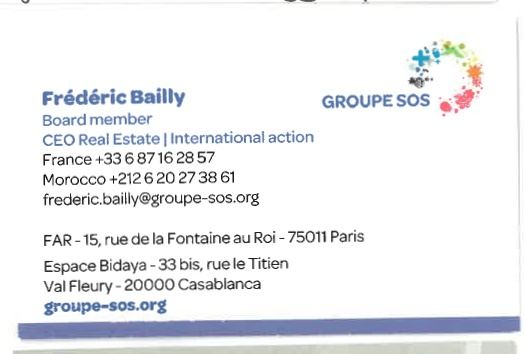 Frédéric Bailly
Board member
CEO Real Estate | International action
France +33 6 87 16 28 57
Morocco +212 6 20 27 38 61
frederic.bailly@groupe-sos.org
GROUPE SOS
FAR - 15, rue de la Fontaine au Roi - 75011 Paris
Espace Bidaya - 33 bis, rue le Titien
Val Fleury - 20000 Casablanca
groupe-sos.org